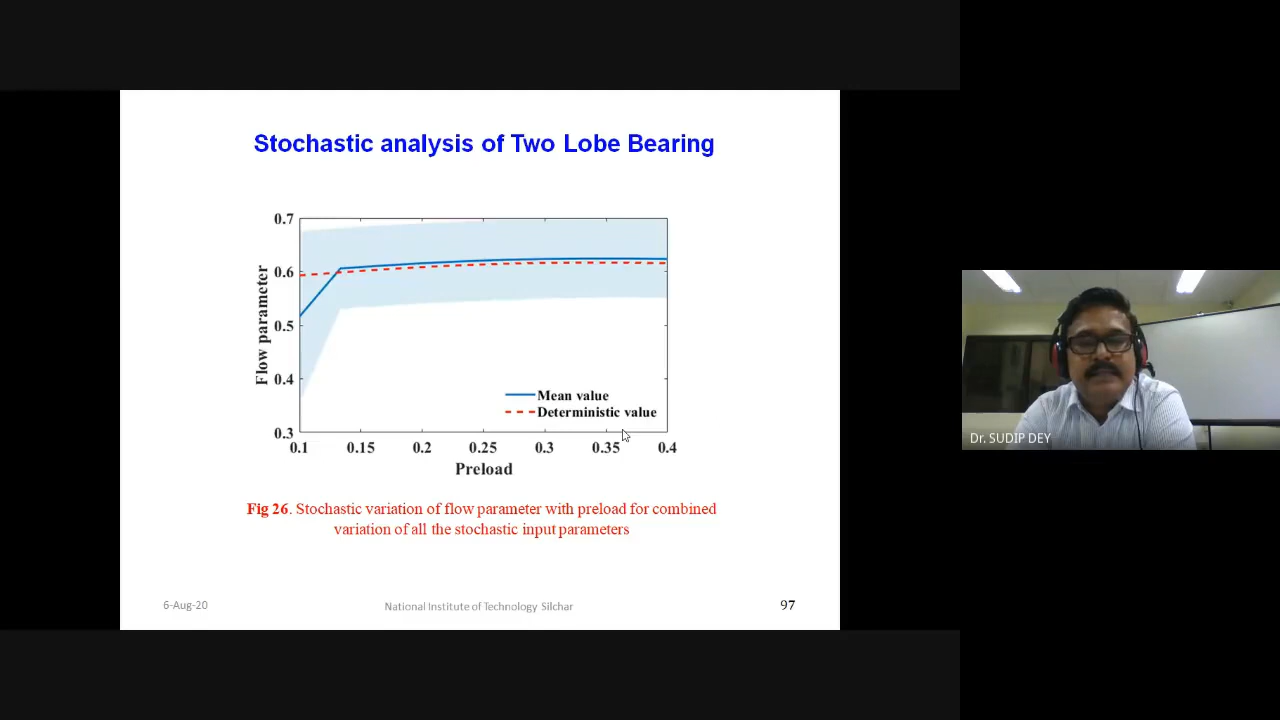 Stochastic analysis of Two Lobe Bearing
0.7
0.6
0.5
0.4
0.3
Flow parameter
Mean value
Deterministic value
0.1 0.15 0.2 0.25 0.3 0.35 0.4
Preload
Fig 26. Stochastic variation of flow parameter with preload for combined
variation of all the stochastic input parameters
6-Aug-20 National Institute of Technology Silchar 97
Dr. SUDIP DEY